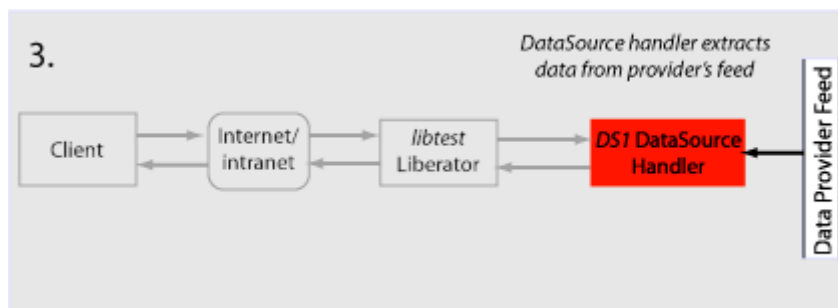 3.
DataSource handler extracts
data from provider's feed
Client
Internet/
intranet
libtest
Liberator
DS1 DataSource
Handler
Data Provider Feed